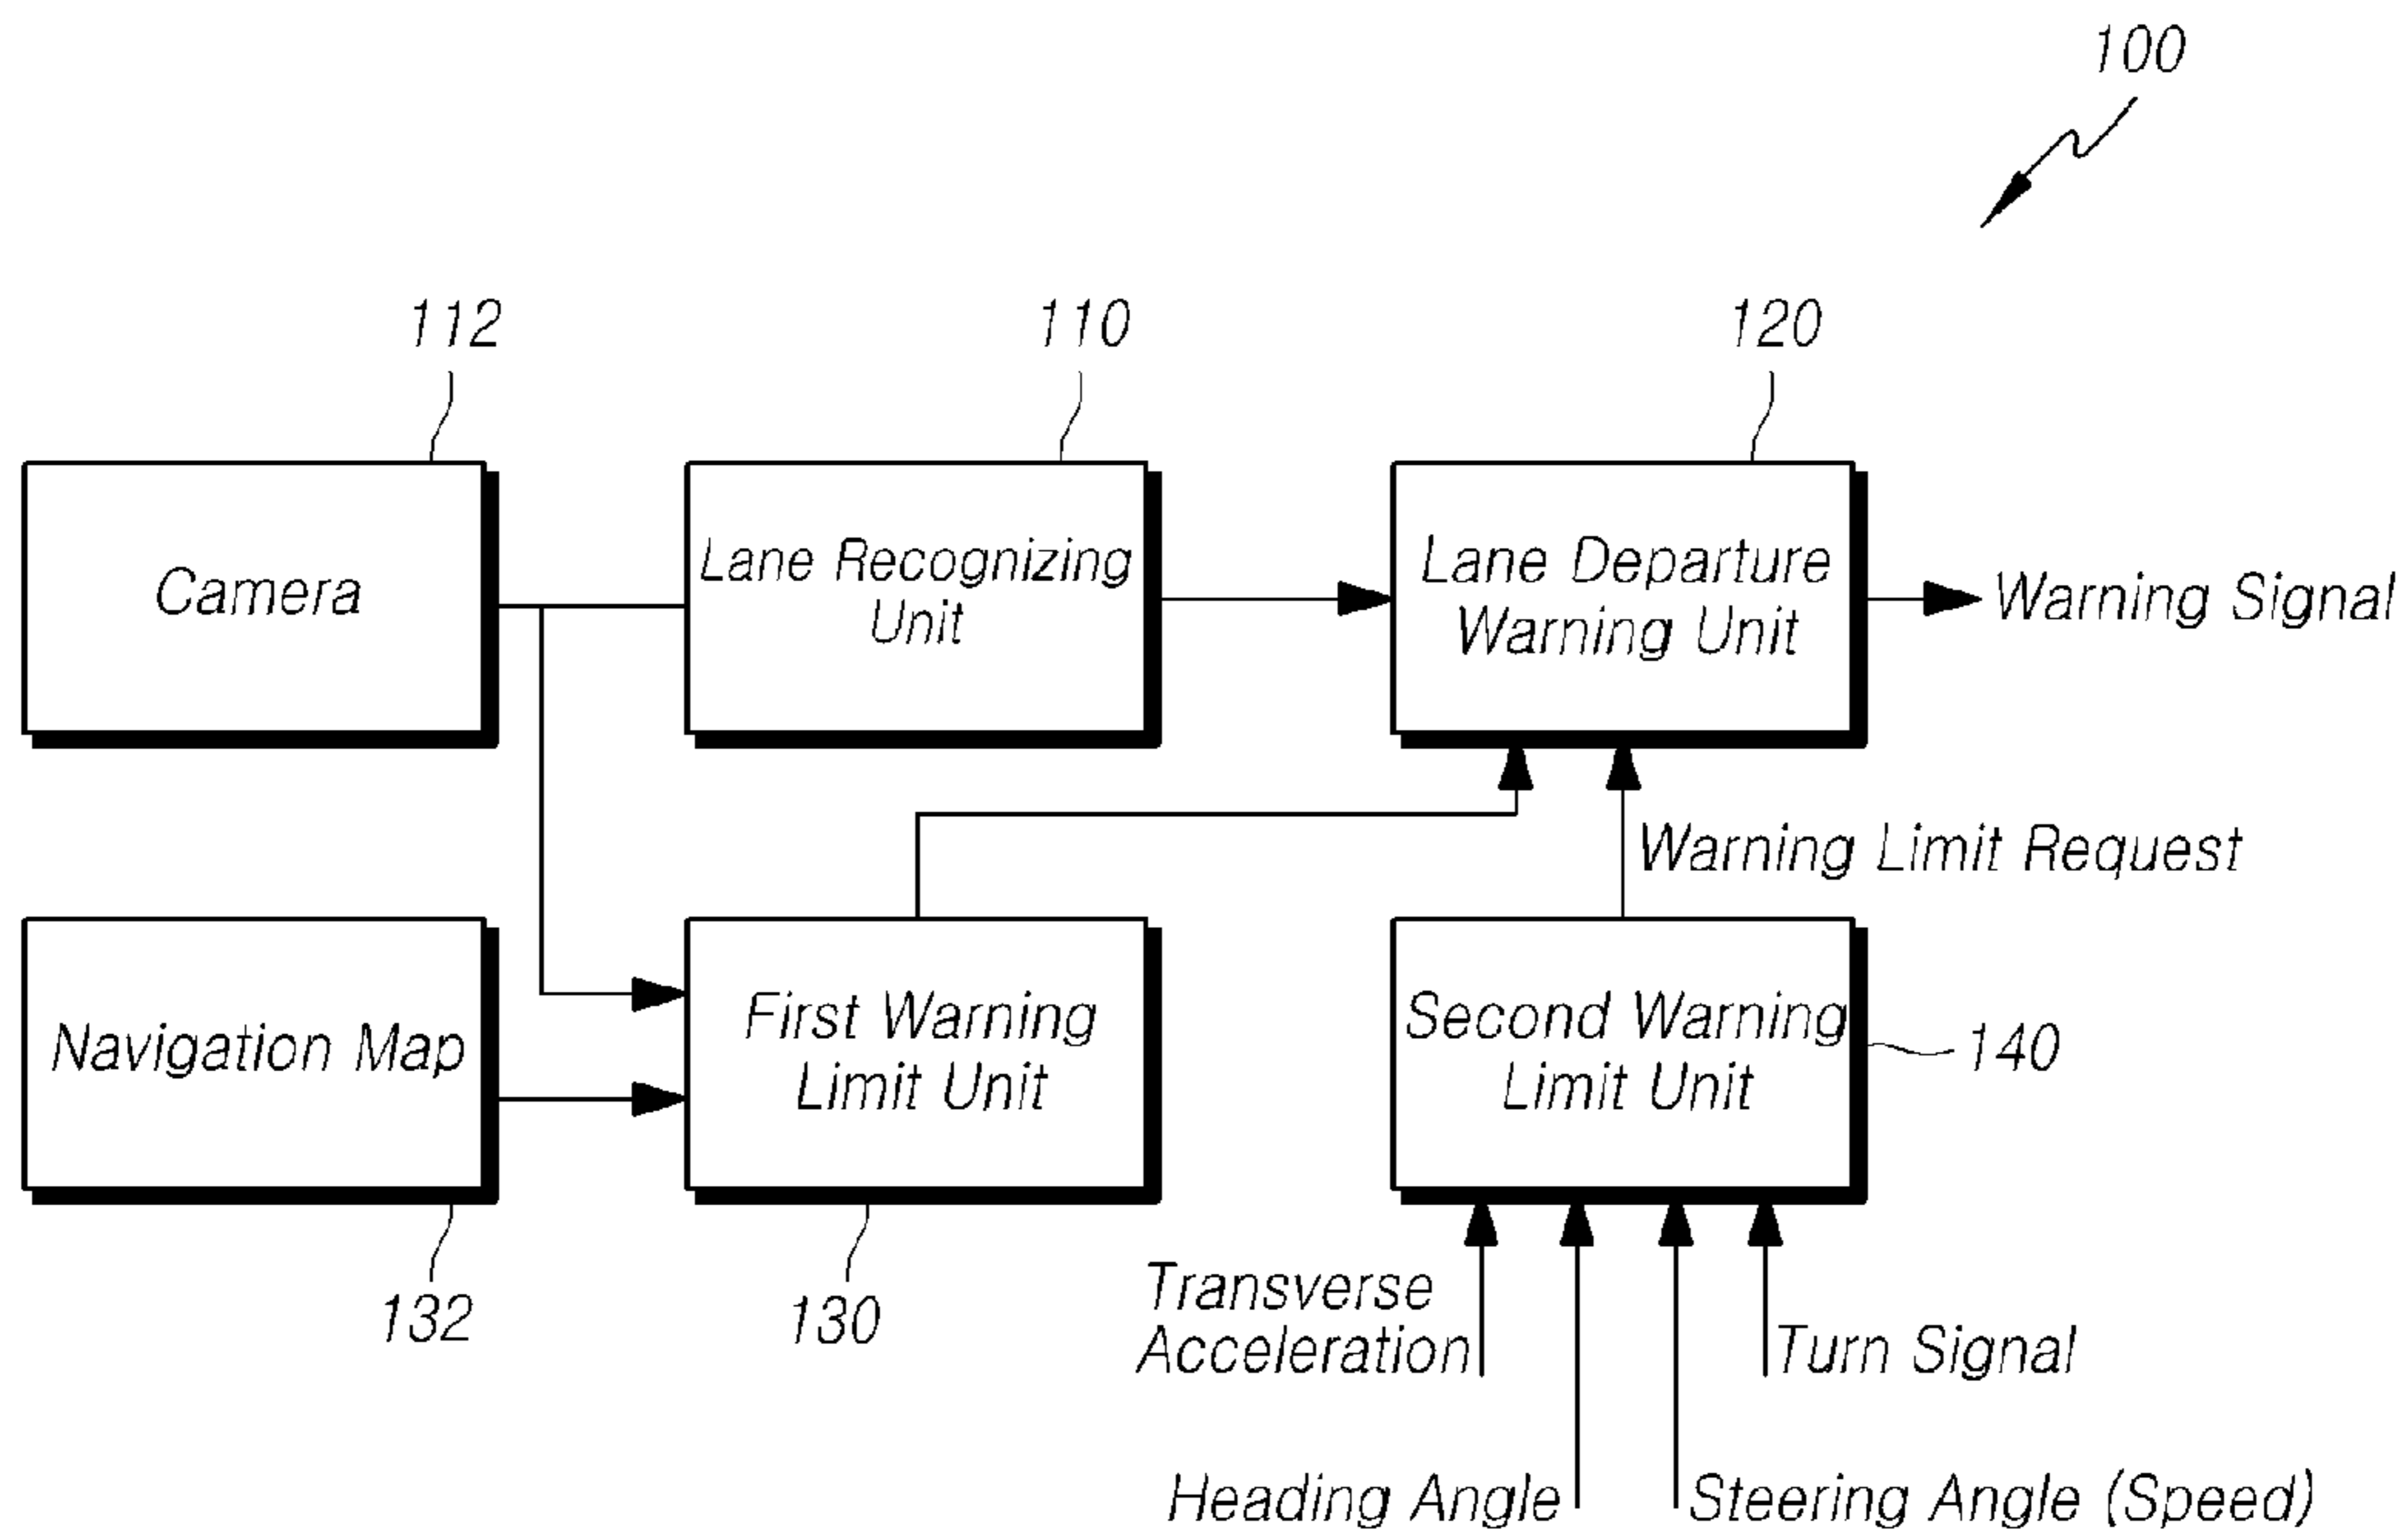 100
112
110
120
Camera
Lane Recognizing
Unit
Lane Departure
Warning Unit
Warning Signal
Warning Limit Request
Navigation Map
First Warning
Limit Unit
Second Warning
Limit Unit
140
132
130
Transverse
Acceleration
Turn Signal
Heading Angle
Steering Angle (Speed)